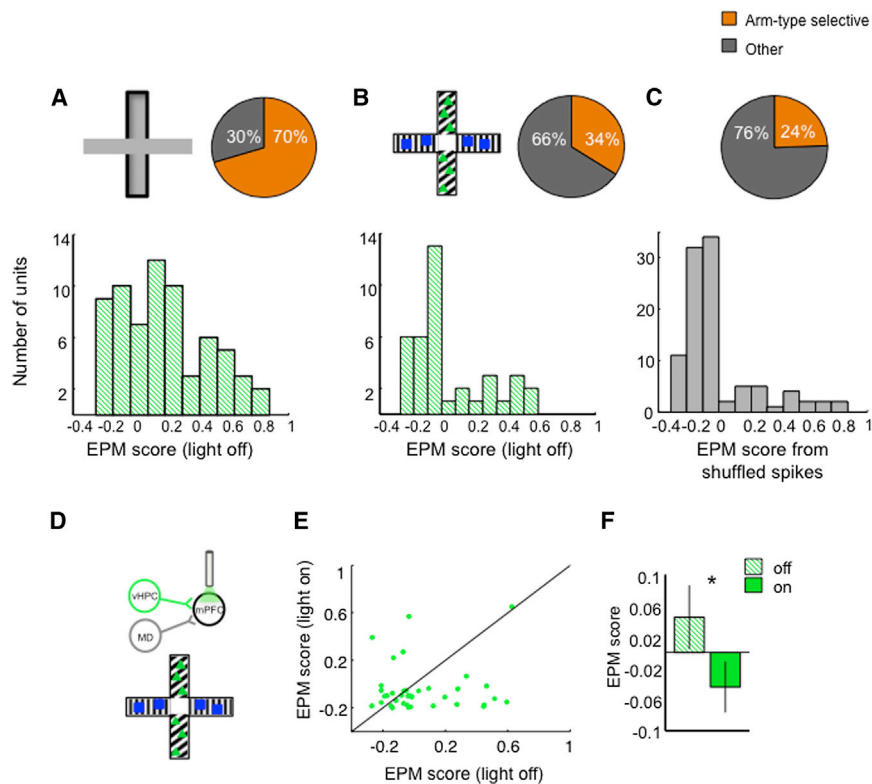 Arm-type selective
Other
A
B
C
30%
70%
66%
34%
76%
24%
Number of units
14
10
6
2
-0.4 -0.2 0 0.2 0.4 0.6 0.8 1
EPM score (light off)
14
10
6
2
-0.4 -0.2 0 0.2 0.4 0.6 0.8 1
EPM score (light off)
30
20
10
0
-0.4 -0.2 0 0.2 0.4 0.6 0.8 1
EPM score from
shuffled spikes
D
E
F
vHPC
mPFC
MD
EPM score (light on)
1
0.6
0.2
-0.2
-0.2 0.2 0.6 1
EPM score (light off)
off
on
*
EPM score
0.1
0.06
0.02
-0.02
-0.06
-0.1